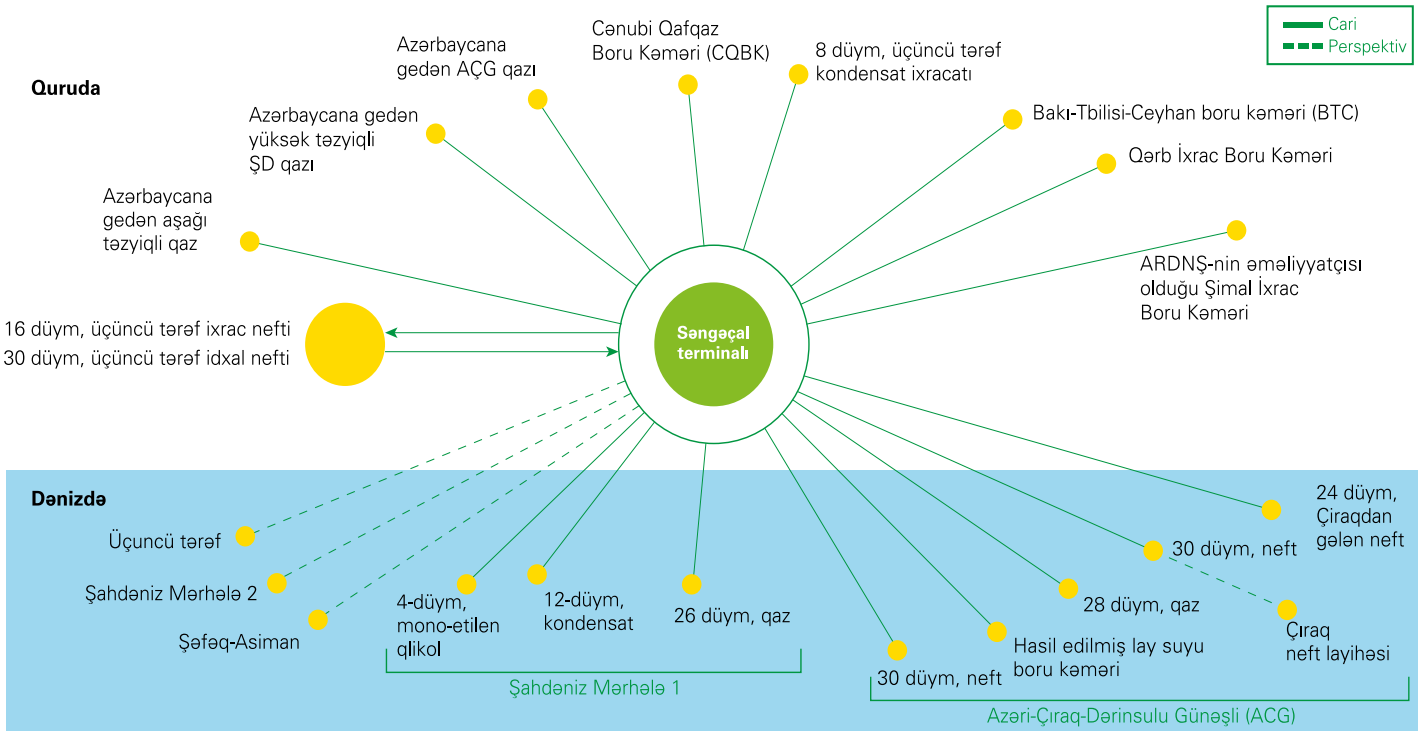 Cari
Perspektiv
Quruda
Azərbaycana
gedən aşağı
təzyiqli qaz
Azərbaycana gedən
yüksək təzyiqli
ŞD qazı
Azərbaycana
gedən AÇG qazı
Cənubi Qafqaz
Boru Kəməri (CQBK)
8 düym, üçüncü tərəf
kondensat ixracatı
Bakı-Tbilisi-Ceyhan boru kəməri (BTC)
Qərb İxrac Boru Kəməri
ARDNŞ-nin əməliyyatçısı
olduğu Şimal İxrac
Boru Kəməri
16 düym, üçüncü tərəf ixrac nefti
30 düym, üçüncü tərəf idxal nefti
Səngəçal
terminalı
Dənizdə
Üçuncü tərəf
Şahdəniz Mərhələ 2
Şəfəq-Asiman
4-düym,
mono-etilen
qlikol
12-düym,
kondensat
26 düym, qaz
Şahdəniz Mərhələ 1
30 düym, neft
Hasil edilmiş lay suyu
boru kəməri
28 düym, qaz
30 düym, neft
24 düym,
Çiraqdan
gələn neft
Çıraq
neft layihəsi
Azəri-Çıraq-Dərinsulu Günəşli (ACG)